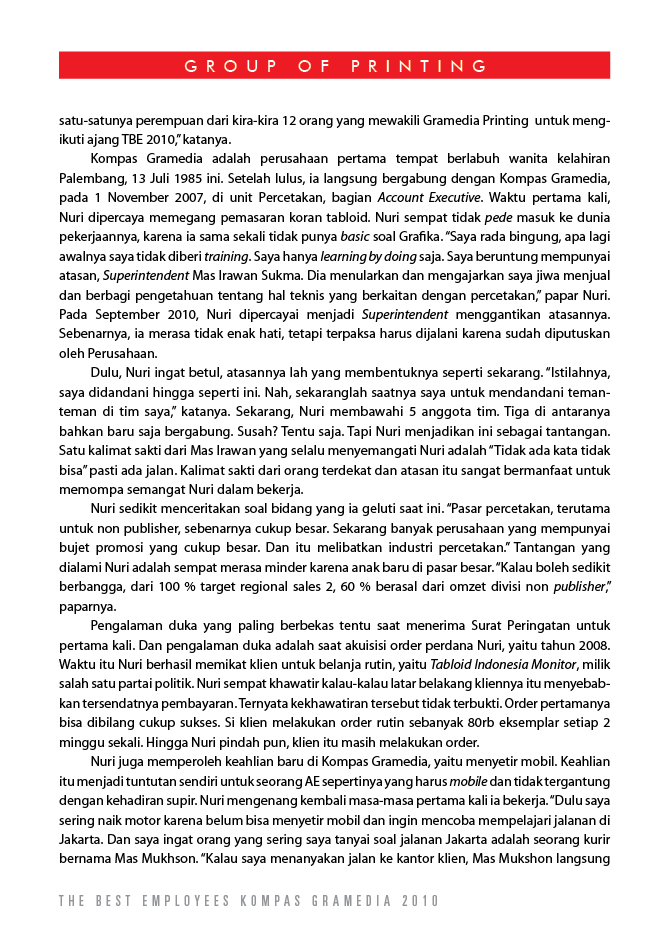 GROUP OF PRINTING
satu-satunya perempuan dari kira-kira 12 orang yang mewakili Gramedia Printing untuk meng-
ikuti ajang TBE 2010,” katanya.
Kompas Gramedia adalah perusahaan pertama tempat berlabuh wanita kelahiran
Palembang, 13 Juli 1985 ini. Setelah lulus, ia langsung bergabung dengan Kompas Gramedia,
pada 1 November 2007, di unit Percetakan, bagian Account Executive. Waktu pertama kali,
Nuri dipercaya memegang pemasaran koran tabloid. Nuri sempat tidak pede masuk ke dunia
pekerjaannya, karena ia sama sekali tidak punya basic soal Grafika. “Saya rada bingung, apa lagi
awalnya saya tidak diberi training. Saya hanya learning by doing saja. Saya beruntung mempunyai
atasan, Superintendent Mas Irawan Sukma. Dia menularkan dan mengajarkan saya jiwa menjual
dan berbagi pengetahuan tentang hal teknis yang berkaitan dengan percetakan,” papar Nuri.
Pada September 2010, Nuri dipercayai menjadi Superintendent menggantikan atasannya.
Sebenarnya, ia merasa tidak enak hati, tetapi terpaksa harus dijalani karena sudah diputuskan
oleh Perusahaan.
Dulu, Nuri ingat betul, atasannya lah yang membentuknya seperti sekarang. “Istilahnya,
saya didandani hingga seperti ini. Nah, sekaranglah saatnya saya untuk mendandani teman-
teman di tim saya,” katanya. Sekarang, Nuri membawahi 5 anggota tim. Tiga di antaranya
bahkan baru saja bergabung. Susah? Tentu saja. Tapi Nuri menjadikan ini sebagai tantangan.
Satu kalimat sakti dari Mas Irawan yang selalu menyemangati Nuri adalah “Tidak ada kata tidak
bisa” pasti ada jalan. Kalimat sakti dari orang terdekat dan atasan itu sangat bermanfaat untuk
memompa semangat Nuri dalam bekerja.
Nuri sedikit menceritakan soal bidang yang ia geluti saat ini. “Pasar percetakan, terutama
untuk non publisher, sebenarnya cukup besar. Sekarang banyak perusahaan yang mempunyai
bujet promosi yang cukup besar. Dan itu melibatkan industri percetakan.” Tantangan yang
dialami Nuri adalah sempat merasa minder karena anak baru di pasar besar. “Kalau boleh sedikit
berbangga, dari 100 % target regional sales 2, 60 % berasal dari omzet divisi non publisher,”
paparnya.
Pengalaman duka yang paling berbekas tentu saat menerima Surat Peringatan untuk
pertama kali. Dan pengalaman duka adalah saat akuisisi order perdana Nuri, yaitu tahun 2008.
Waktu itu Nuri berhasil memikat klien untuk belanja rutin, yaitu Tabloid Indonesia Monitor, milik
salah satu partai politik. Nuri sempat khawatir kalau-kalau latar belakang kliennya itu menyebab-
kan tersendatnya pembayaran. Ternyata kekhawatiran tersebut tidak terbukti. Order pertamanya
bisa dibilang cukup sukses. Si klien melakukan order rutin sebanyak 80rb eksemplar setiap 2
minggu sekali. Hingga Nuri pindah pun, klien itu masih melakukan order.
Nuri juga memperoleh keahlian baru di Kompas Gramedia, yaitu menyetir mobil. Keahlian
itu menjadi tuntutan sendiri untuk seorang AE sepertinya yang harus mobile dan tidak tergantung
dengan kehadiran supir. Nuri mengenang kembali masa-masa pertama kali ia bekerja. “Dulu saya
sering naik motor karena belum bisa menyetir mobil dan ingin mencoba mempelajari jalanan di
Jakarta. Dan saya ingat orang yang sering saya tanyai soal jalanan Jakarta adalah seorang kurir
bernama Mas Mukhson. “Kalau saya menanyakan jalan ke kantor klien, Mas Mukshon langsung
THE BEST EMPLOYEES KOMPAS GRAMEDIA 2010